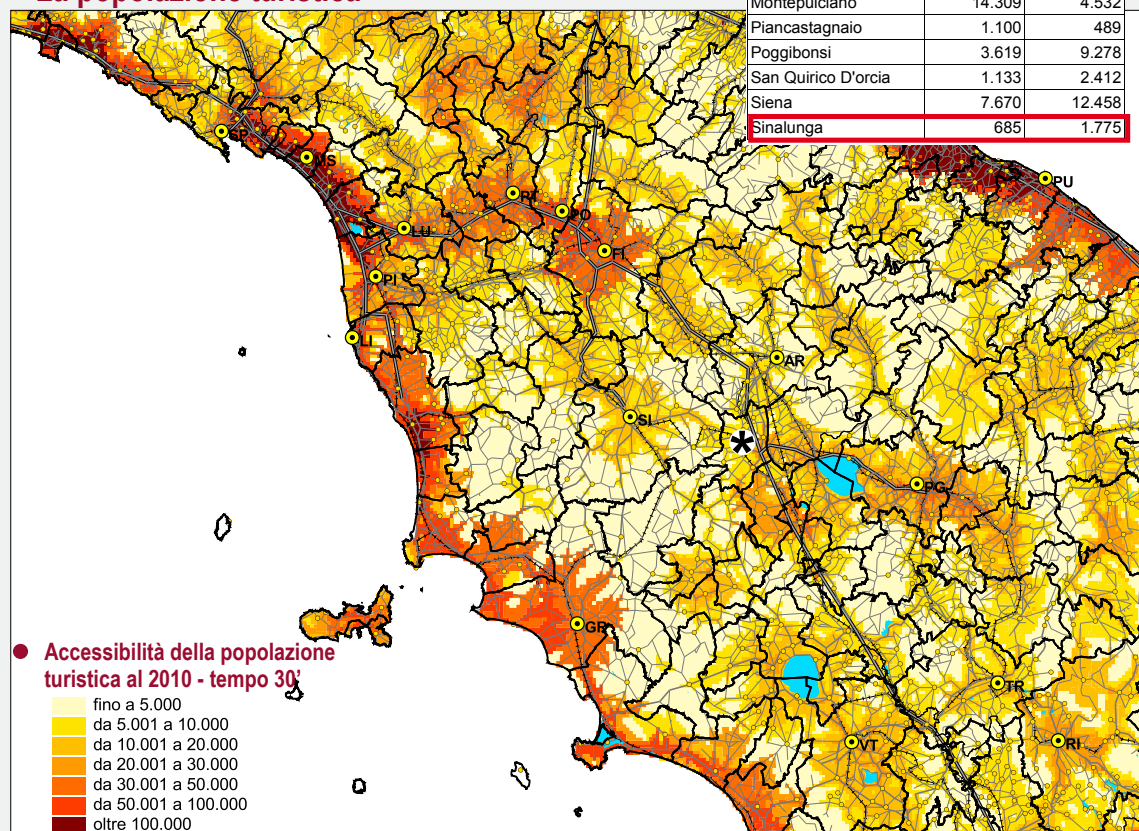 La popolazione turistica
Montepulciano 14.309 4.532
Piancastagnaio 1.100 489
Poggibonsi 3.619 9.278
San Quirico D'orcia 1.133 2.412
Siena 7.670 12.458
Sinalunga 685 1.775
SP
MS
PU
LU
PO
FI
PI
LI
AR
SI
*
PG
GR
TR
VT
RI
Accessibilità della popolazione
turistica al 2010 - tempo 30'
fino a 5.000
da 5.001 a 10.000
da 10.001 a 20.000
da 20.001 a 30.000
da 30.001 a 50.000
da 50.001 a 100.000
oltre 100.000